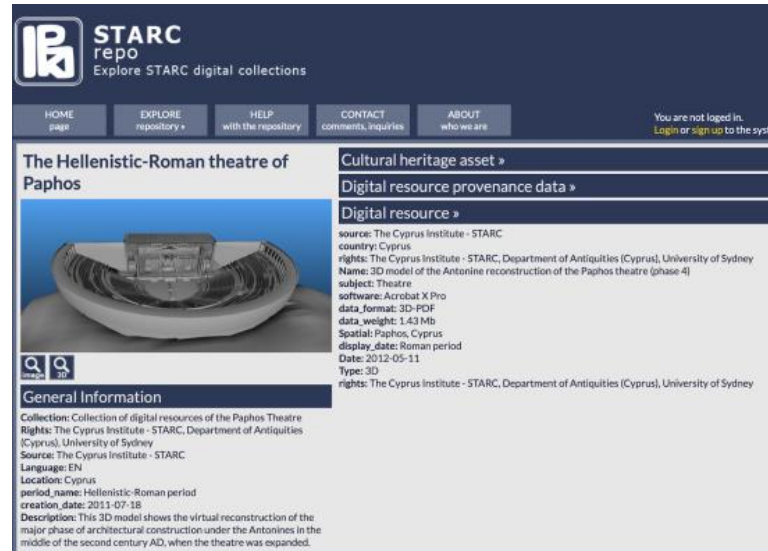 STARC
repo
Explore STARC digital collections
HOME
page
EXPLORE
repository »
HELP
with the repository
CONTACT
comments, inquiries
ABOUT
who we are
You are not loged in.
Login or sign up to the syst
The Hellenistic-Roman theatre of
Paphos
image
3D
General Information
Collection: Collection of digital resources of the Paphos Theatre
Rights: The Cyprus Institute - STARC, Department of Antiquities
(Cyprus), University of Sydney
Source: The Cyprus Institute - STARC
Language: EN
Location: Cyprus
period_name: Hellenistic-Roman period
creation_date: 2011-07-18
Description: This 3D model shows the virtual reconstruction of the
major phase of architectural construction under the Antonines in the
middle of the second century AD, when the theatre was expanded.
Cultural heritage asset »
Digital resource provenance data »
Digital resource »
source: The Cyprus Institute - STARC
country: Cyprus
rights: The Cyprus Institute - STARC, Department of Antiquities (Cyprus), University of Sydney
Name: 3D model of the Antonine reconstruction of the Paphos theatre (phase 4)
subject: Theatre
software: Acrobat X Pro
data_format: 3D-PDF
data_weight: 1.43 Mb
Spatial: Paphos, Cyprus
display_date: Roman period
Date: 2012-05-11
Type: 3D
rights: The Cyprus Institute - STARC, Department of Antiquities (Cyprus), University of Sydney